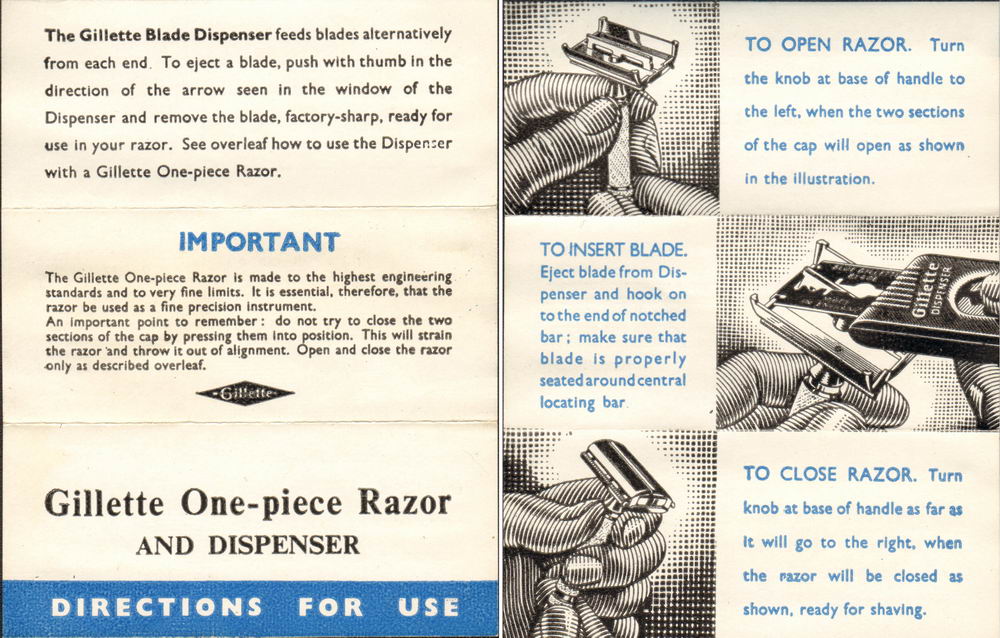 The Gillette Blade Dispenser feeds blades alternatively
from each end. To eject a blade, push with thumb in the
direction of the arrow seen in the window of the
Dispenser and remove the blade, factory-sharp, ready for
use in your razor. See overleaf how to use the Dispenser
with a Gillette One-piece Razor.
IMPORTANT
The Gillette One-piece Razor is made to the highest engineering
standards and to very fine limits. It is essential, therefore, that the
razor be used as a fine precision instrument.
An important point to remember : do not try to close the two
sections of the cap by pressing them into position. This will strain
the razor and throw it out of alignment. Open and close the razor
only as described overleaf.
Gillette
Gillette One-piece Razor
AND DISPENSER
DIRECTIONS FOR USE
TO OPEN RAZOR. Turn
the knob at base of handle to
the left, when the two sections
of the cap will open as shown
in the illustration.
TO INSERT BLADE.
Eject blade from Dis-
penser and hook on
to the end of notched
bar ; make sure that
blade is properly
seated around central
locating bar
Gillette
DISPENSER
TO CLOSE RAZOR. Turn
knob at base of handle as far as
it will go to the right, when
the razor will be closed as
shown, ready for shaving.